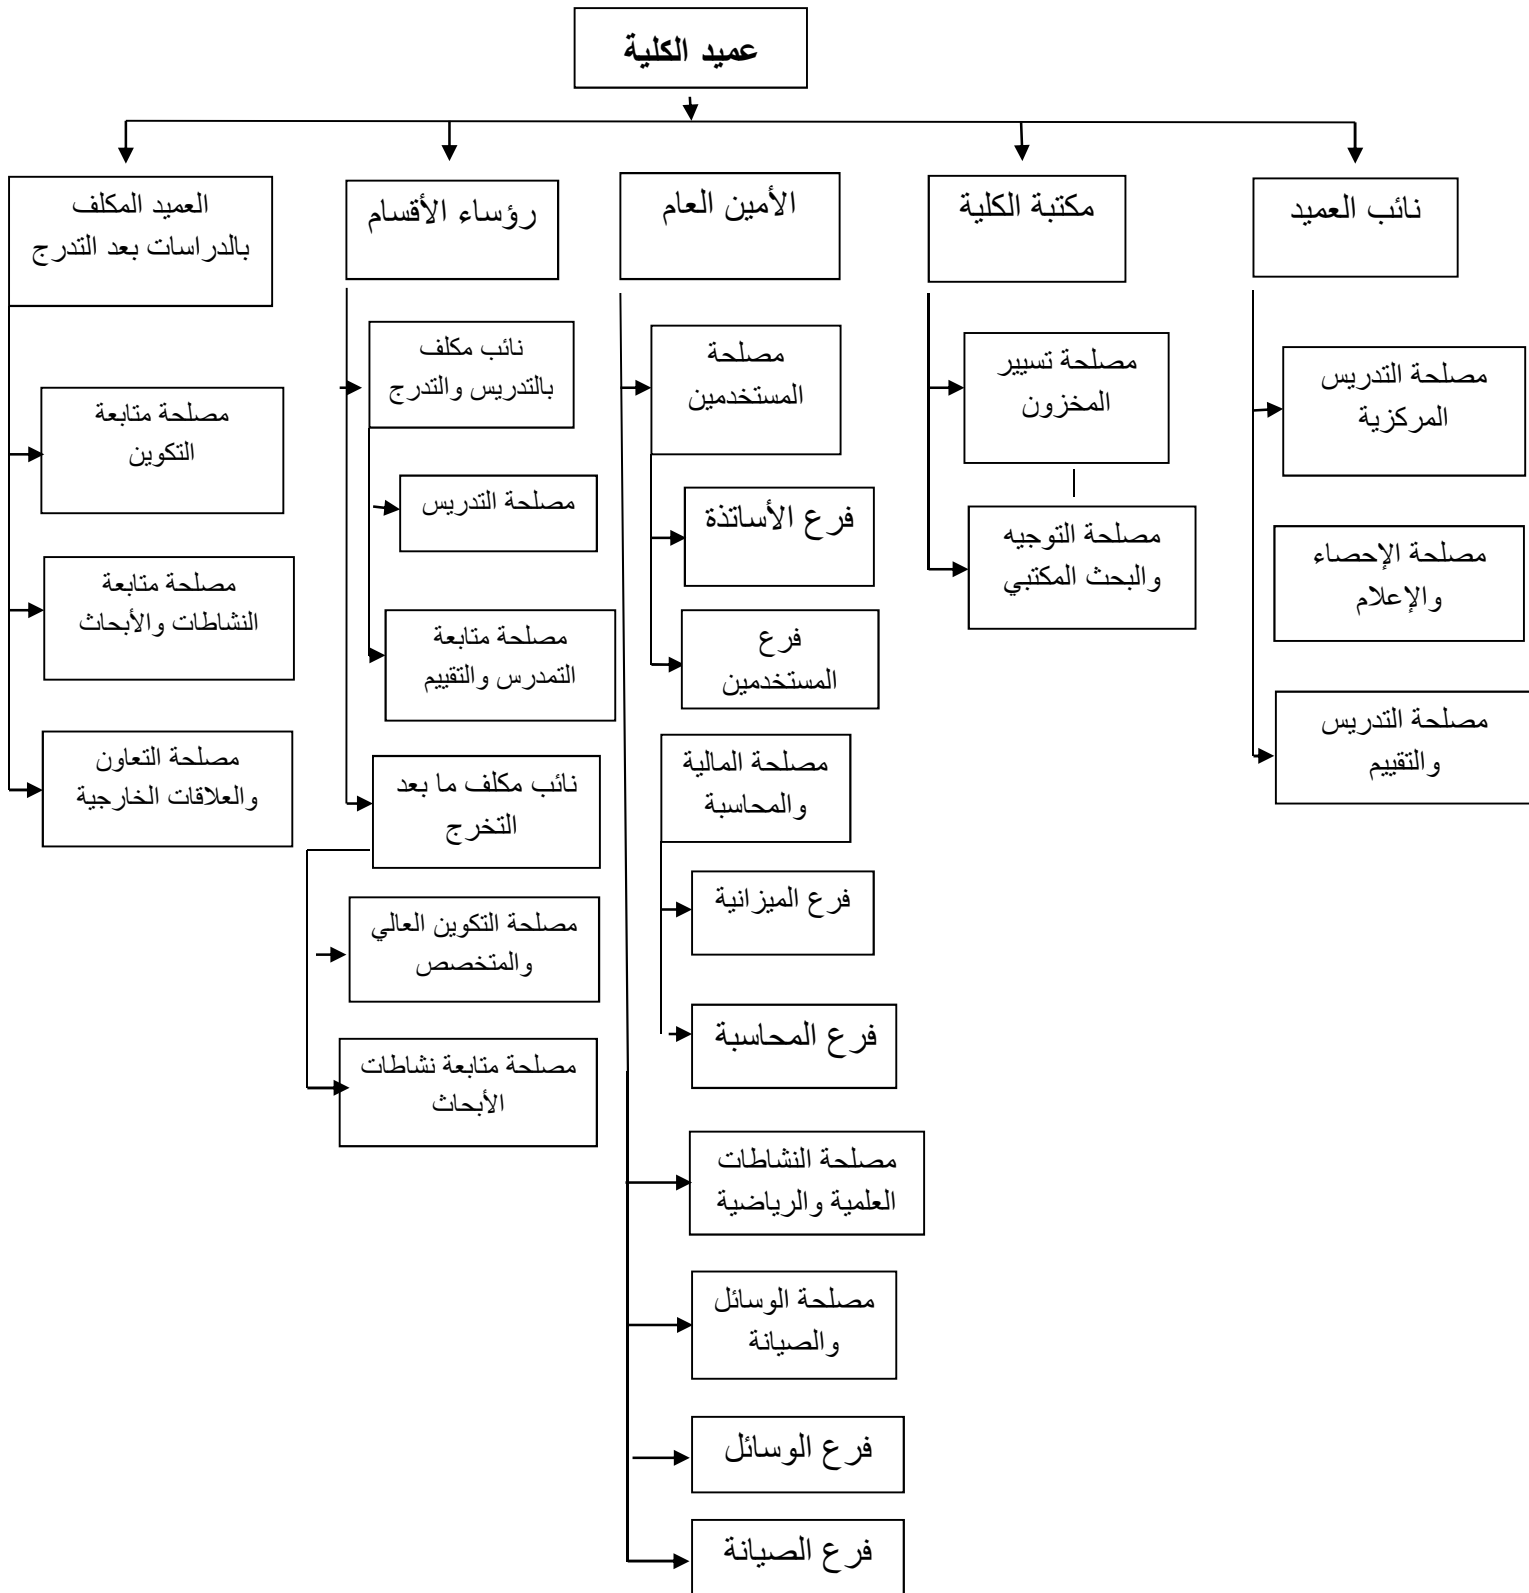 عميد الكلية
نائب العميد
مصلحة التدريس
المركزية
مصلحة الإحصاء
والإعلام
مصلحة التدريس
والتقييم
مكتبة الكلية
مصلحة تسيير
المخزون
مصلحة التوجيه
والبحث المكتبي
الأمين العام
مصلحة
المستخدمين
فرع الأساتذة
فرع
المستخدمين
مصلحة المالية
والمحاسبة
فرع الميزانية
فرع المحاسبة
مصلحة النشاطات
العلمية والرياضية
مصلحة الوسائل
والصيانة
فرع الوسائل
فرع الصيانة
رؤساء الأقسام
نائب مكلف
بالتدريس والتدرج
مصلحة التدريس
مصلحة متابعة
التمدرس والتقييم
نائب مكلف ما بعد
التخرج
مصلحة التكوين العالي
والمتخصص
مصلحة متابعة نشاطات
الأبحاث
العميد المكلف
بالدراسات بعد التدرج
مصلحة متابعة
التكوين
مصلحة متابعة
النشاطات والأبحاث
مصلحة التعاون
والعلاقات الخارجية